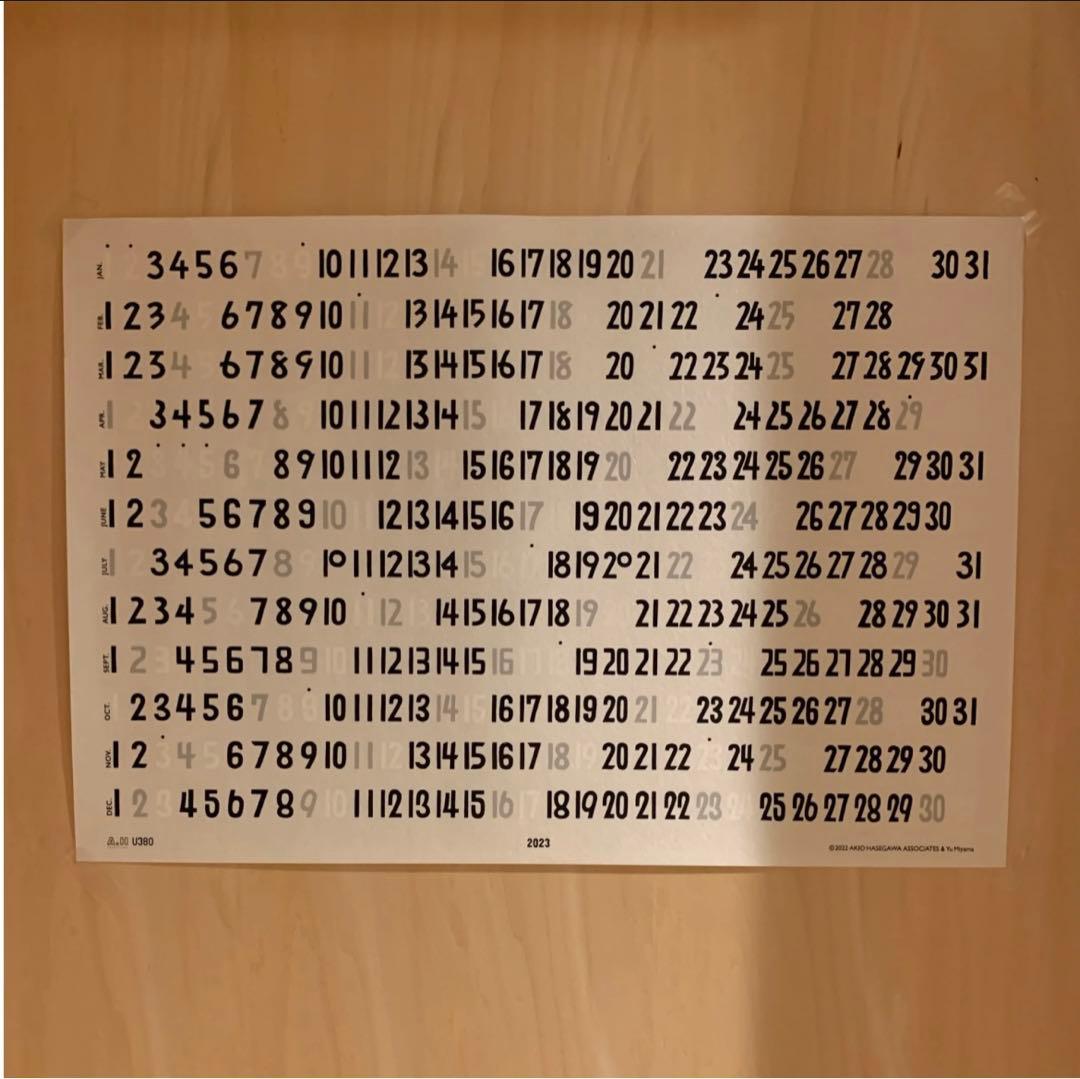 JAN. 3 4 5 6 7 10 11 12 13 14 16 17 18 19 20 21 23 24 25 26 27 28 30 31
FEB. 1 2 3 4 6 7 8 9 10 11 13 14 15 16 17 18 20 21 22 24 25 27 28
MAR. 1 2 3 4 6 7 8 9 10 11 13 14 15 16 17 18 20 22 23 24 25 27 28 29 30 31
APR. 1 3 4 5 6 7 8 10 11 12 13 14 15 17 18 19 20 21 22 24 25 26 27 28 29
MAY 1 2 6 8 9 10 11 12 13 15 16 17 18 19 20 22 23 24 25 26 27 29 30 31
JUNE 1 2 3 5 6 7 8 9 10 12 13 14 15 16 17 19 20 21 22 23 24 26 27 28 29 30
JULY 1 3 4 5 6 7 8 10 11 12 13 14 15 18 19 20 21 22 24 25 26 27 28 29 31
AUG. 1 2 3 4 5 7 8 9 10 12 14 15 16 17 18 19 21 22 23 24 25 26 28 29 30 31
SEPT. 1 2 4 5 6 7 8 9 11 12 13 14 15 16 19 20 21 22 23 25 26 27 28 29 30
OCT. 2 3 4 5 6 7 10 11 12 13 14 16 17 18 19 20 21 23 24 25 26 27 28 30 31
NOV. 1 2 4 6 7 8 9 10 11 13 14 15 16 17 18 20 21 22 24 25 27 28 29 30
DEC. 1 2 4 5 6 7 8 9 11 12 13 14 15 16 18 19 20 21 22 23 25 26 27 28 29 30
A.H U380 2023 ©2022 AKIO HASEGAWA ASSOCIATES & Yu Miyama